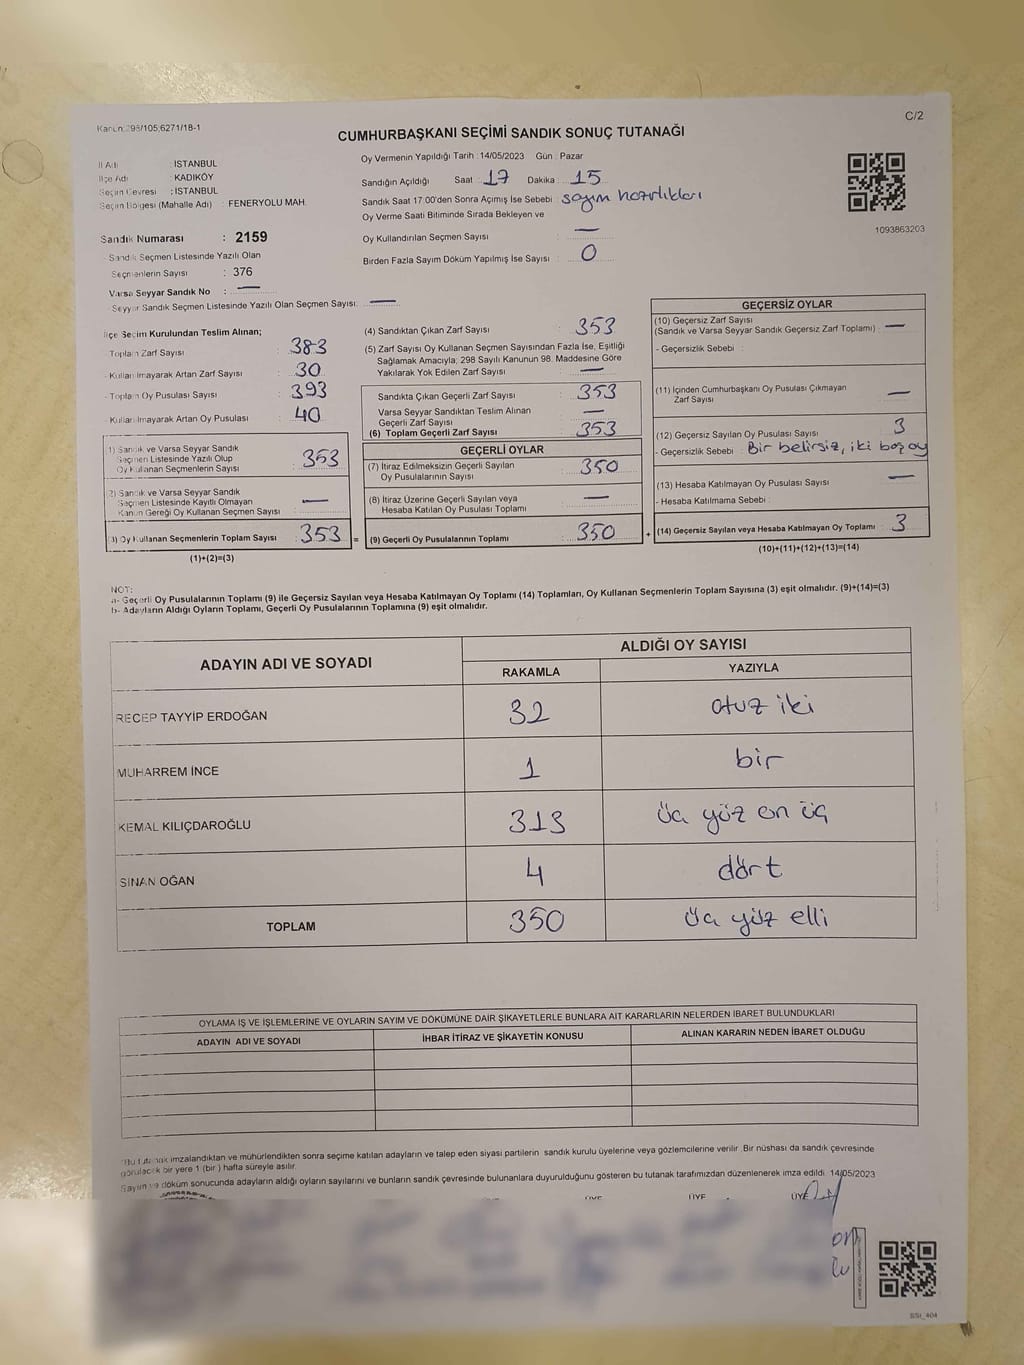 Kanun:298/105,6271/18-1
C/2
CUMHURBAŞKANI SEÇİMİ SANDIK SONUÇ TUTANAĞI
İl Adı : İSTANBUL
İlçe Adı : KADIKÖY
Seçim Çevresi : İSTANBUL
Seçim Bölgesi (Mahalle Adı) : FENERYOLU MAH.
Sandık Numarası : 2159
Sandık Seçmen Listesinde Yazılı Olan
Seçmenlerin Sayısı : 376
Varsa Seyyar Sandık No : —
Seyyar Sandık Seçmen Listesinde Yazılı Olan Seçmen Sayısı: —
Oy Vermenin Yapıldığı Tarih : 14/05/2023 Gün : Pazar
Sandığın Açıldığı Saat : 17 Dakika : 15
Sandık Saat 17:00'den Sonra Açımış İse Sebebi : sayım hazırlıkları
Oy Verme Saati Bitiminde Sırada Bekleyen ve
Oy Kullandırılan Seçmen Sayısı : —
Birden Fazla Sayım Döküm Yapılmış İse Sayısı : 0
1093863203
İlçe Seçim Kurulundan Teslim Alınan;
- Toplam Zarf Sayısı : 383
- Kullanılmayarak Artan Zarf Sayısı : 30
- Toplam Oy Pusulası Sayısı : 393
- Kullanılmayarak Artan Oy Pusulası : 40
(1) Sandık ve Varsa Seyyar Sandık
Seçmen Listesinde Yazılı Olup
Oy Kullanan Seçmenlerin Sayısı : 353
(2) Sandık ve Varsa Seyyar Sandık
Seçmen Listesine Kayıtlı Olmayan
Kanun Gereği Oy Kullanan Seçmen Sayısı : —
(3) Oy Kullanan Seçmenlerin Toplam Sayısı : 353 =
(1)+(2)=(3)
(4) Sandıktan Çıkan Zarf Sayısı : 353
(5) Zarf Sayısı Oy Kullanan Seçmen Sayısından Fazla İse, Eşitliği
Sağlamak Amacıyla; 298 Sayılı Kanunun 98. Maddesine Göre
Yakılarak Yok Edilen Zarf Sayısı : —
Sandıkta Çıkan Geçerli Zarf Sayısı : 353
Varsa Seyyar Sandıktan Teslim Alınan
Geçerli Zarf Sayısı : —
(6) Toplam Geçerli Zarf Sayısı : 353
GEÇERLİ OYLAR
(7) İtiraz Edilmeksizin Geçerli Sayılan
Oy Pusulalarının Sayısı : 350
(8) İtiraz Üzerine Geçerli Sayılan veya
Hesaba Katılan Oy Pusulası Toplamı : —
(9) Geçerli Oy Pusulalarının Toplamı : 350 +
GEÇERSİZ OYLAR
(10) Geçersiz Zarf Sayısı
(Sandık ve Varsa Seyyar Sandık Geçersiz Zarf Toplamı) : —
- Geçersizlik Sebebi :
(11) İçinden Cumhurbaşkanı Oy Pusulası Çıkmayan
Zarf Sayısı : —
(12) Geçersiz Sayılan Oy Pusulası Sayısı : 3
- Geçersizlik Sebebi : Bir belirsiz, iki boş oy
(13) Hesaba Katılmayan Oy Pusulası Sayısı : —
- Hesaba Katılmama Sebebi :
(14) Geçersiz Sayılan veya Hesaba Katılmayan Oy Toplamı : 3
(10)+(11)+(12)+(13)=(14)
NOT:
a- Geçerli Oy Pusulalarının Toplamı (9) ile Geçersiz Sayılan veya Hesaba Katılmayan Oy Toplamı (14) Toplamları, Oy Kullanan Seçmenlerin Toplam Sayısına (3) eşit olmalıdır. (9)+(14)=(3)
b- Adayların Aldığı Oyların Toplamı, Geçerli Oy Pusulalarının Toplamına (9) eşit olmalıdır.
ADAYIN ADI VE SOYADI
ALDIĞI OY SAYISI
RAKAMLA YAZIYLA
RECEP TAYYİP ERDOĞAN 32 otuz iki
MUHARREM İNCE 1 bir
KEMAL KILIÇDAROĞLU 313 üç yüz on üç
SİNAN OĞAN 4 dört
TOPLAM 350 üç yüz elli
OYLAMA İŞ VE İŞLEMLERİNE VE OYLARIN SAYIM VE DÖKÜMÜNE DAİR ŞİKAYETLERLE BUNLARA AİT KARARLARIN NELERDEN İBARET BULUNDUKLARI
ADAYIN ADI VE SOYADI İHBAR İTİRAZ VE ŞİKAYETİN KONUSU ALINAN KARARIN NEDEN İBARET OLDUĞU
*Bu tutanak imzalandıktan ve mühürlendikten sonra seçime katılan adayların ve talep eden siyasi partilerin sandık kurulu üyelerine veya gözlemcilerine verilir. Bir nüshası da sandık çevresinde
görülecek bir yere 1 (bir) hafta süreyle asılır.
Sayım ve döküm sonucunda adayların aldığı oyların sayılarını ve bunların sandık çevresinde bulunanlara duyurulduğunu gösteren bu tutanak tarafımızdan düzenlenerek imza edildi. 14/05/2023
ÜYE ÜYE ÜYE
SSt_404